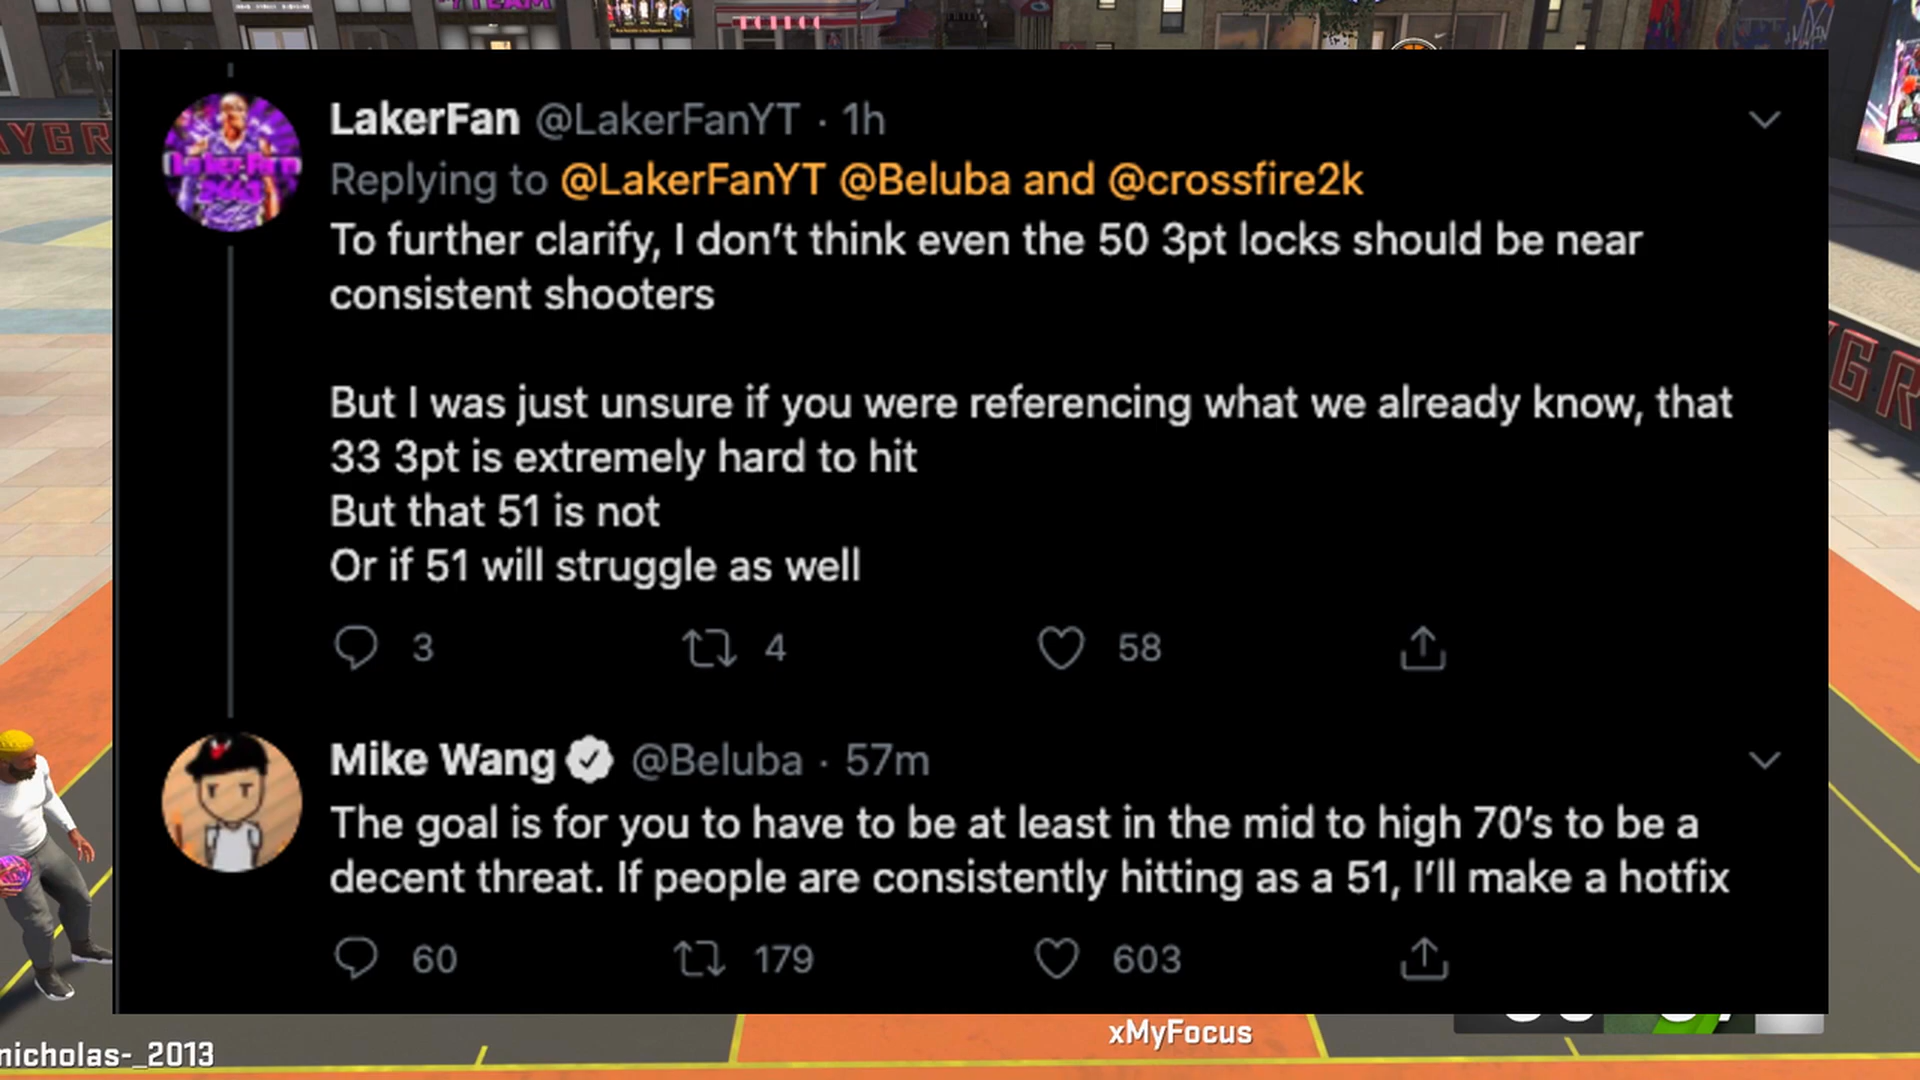 LakerFan @LakerFanYT · 1h
Replying to @LakerFanYT @Beluba and @crossfire2k
To further clarify, I don't think even the 50 3pt locks should be near
consistent shooters
But I was just unsure if you were referencing what we already know, that
33 3pt is extremely hard to hit
But that 51 is not
Or if 51 will struggle as well
3 4 58
Mike Wang @Beluba · 57m
The goal is for you to have to be at least in the mid to high 70's to be a
decent threat. If people are consistently hitting as a 51, I'll make a hotfix
60 179 603
xMyFocus
nicholas-_2013